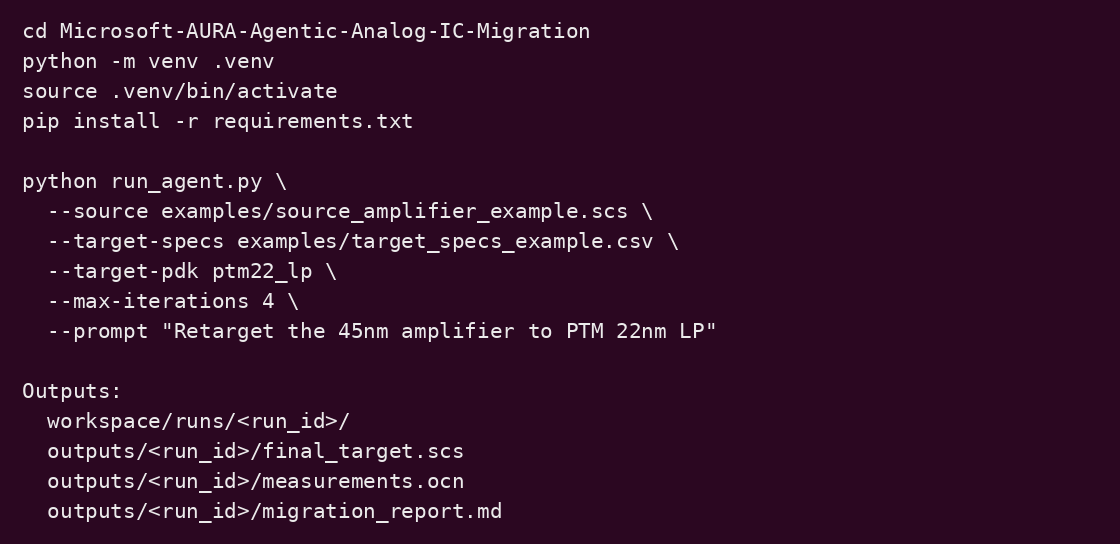 cd Microsoft-AURA-Agentic-Analog-IC-Migration
python -m venv .venv
source .venv/bin/activate
pip install -r requirements.txt

python run_agent.py \
  --source examples/source_amplifier_example.scs \
  --target-specs examples/target_specs_example.csv \
  --target-pdk ptm22_lp \
  --max-iterations 4 \
  --prompt "Retarget the 45nm amplifier to PTM 22nm LP"

Outputs:
  workspace/runs/<run_id>/
  outputs/<run_id>/final_target.scs
  outputs/<run_id>/measurements.ocn
  outputs/<run_id>/migration_report.md